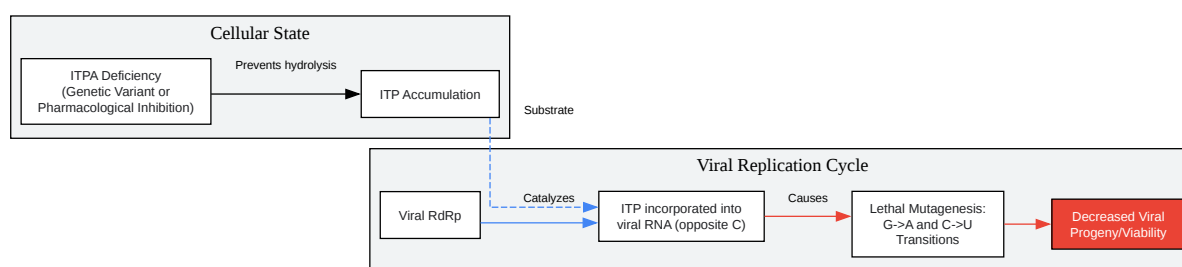 Cellular State
ITPA Deficiency
(Genetic Variant or
Pharmacological Inhibition)
Prevents hydrolysis
ITP Accumulation
Substrate
Viral Replication Cycle
Viral RdRp
Catalyzes
ITP incorporated into
viral RNA (opposite C)
Causes
Lethal Mutagenesis:
G->A and C->U
Transitions
Decreased Viral
Progeny/Viability